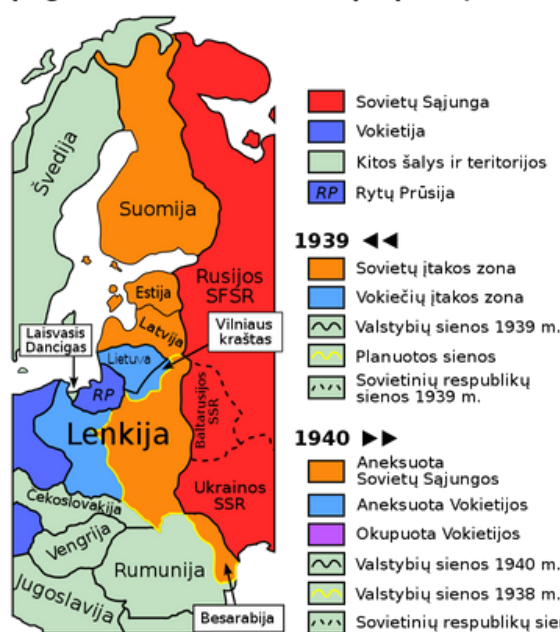 Švedija
Suomija
Rusijos
SFSR
Estija
Latvija
Laisvasis
Dancigas
Vilniaus
kraštas
Lietuva
RP
Lenkija
Baltarusijos
SSR
Ukrainos
SSR
Čekoslovakija
Vengrija
Rumunija
Jugoslavija
Besarabija
Sovietų Sąjunga
Vokietija
Kitos šalys ir teritorijos
RP Rytų Prūsija
1939 ◄◄
Sovietų įtakos zona
Vokiečių įtakos zona
Valstybių sienos 1939 m.
Planuotos sienos
Sovietinių respublikų
sienos 1939 m.
1940 ►►
Aneksuota
Sovietų Sąjungos
Aneksuota Vokietijos
Okupuota Vokietijos
Valstybių sienos 1940 m.
Valstybių sienos 1938 m.
Sovietinių respublikų